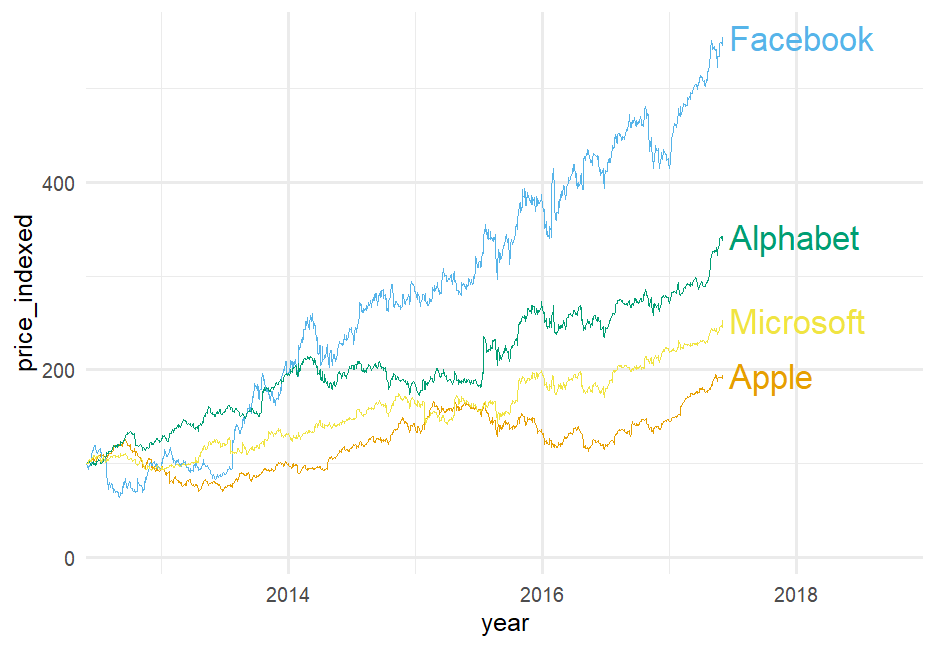 Facebook
400
Alphabet
price_indexed
Microsoft
200
Apple
0
2014 2016 2018
year